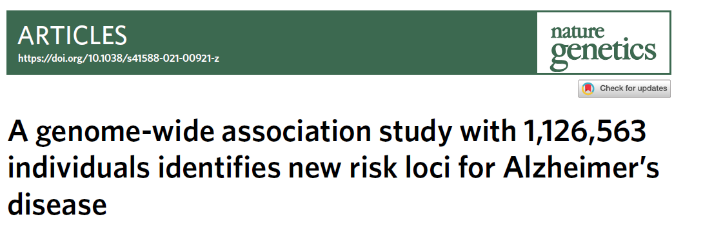 ARTICLES
https://doi.org/10.1038/s41588-021-00921-z
nature
genetics
Check for updates
A genome-wide association study with 1,126,563
individuals identifies new risk loci for Alzheimer’s
disease